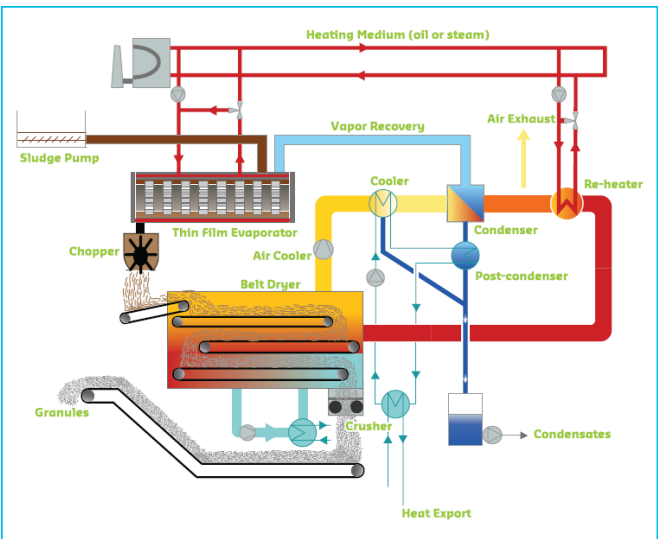 Heating Medium (oil or steam)
Air Exhaust
Vapor Recovery
Sludge Pump
Cooler
Re-heater
Thin Film Evaporator
Condenser
Chopper
Air Cooler
Post-condenser
Belt Dryer
Granules
Crusher
Condensates
Heat Export